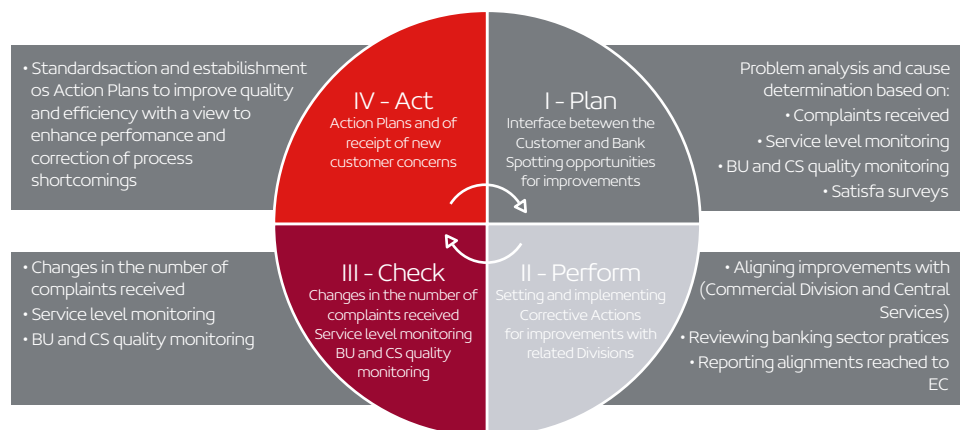 • Standardsaction and estabilishment
os Action Plans to improve quality
and efficiency with a view to
enhance perfomance and
correction of process
shortcomings
IV - Act
Action Plans and of
receipt of new
customer concerns
I - Plan
Interface betewen the
Customer and Bank
Spotting opportunities
for improvements
Problem analysis and cause
determination based on:
• Complaints received
• Service level monitoring
• BU and CS quality monitoring
• Satisfa surveys
• Changes in the number of
complaints received
• Service level monitoring
• BU and CS quality monitoring
III - Check
Changes in the number of
complaints received
Service level monitoring
BU and CS quality
monitoring
II - Perform
Setting and implementing
Corrective Actions
for improvements with
related Divisions
• Aligning improvements with
(Commercial Division and Central
Services)
• Reviewing banking sector pratices
• Reporting alignments reached to
EC